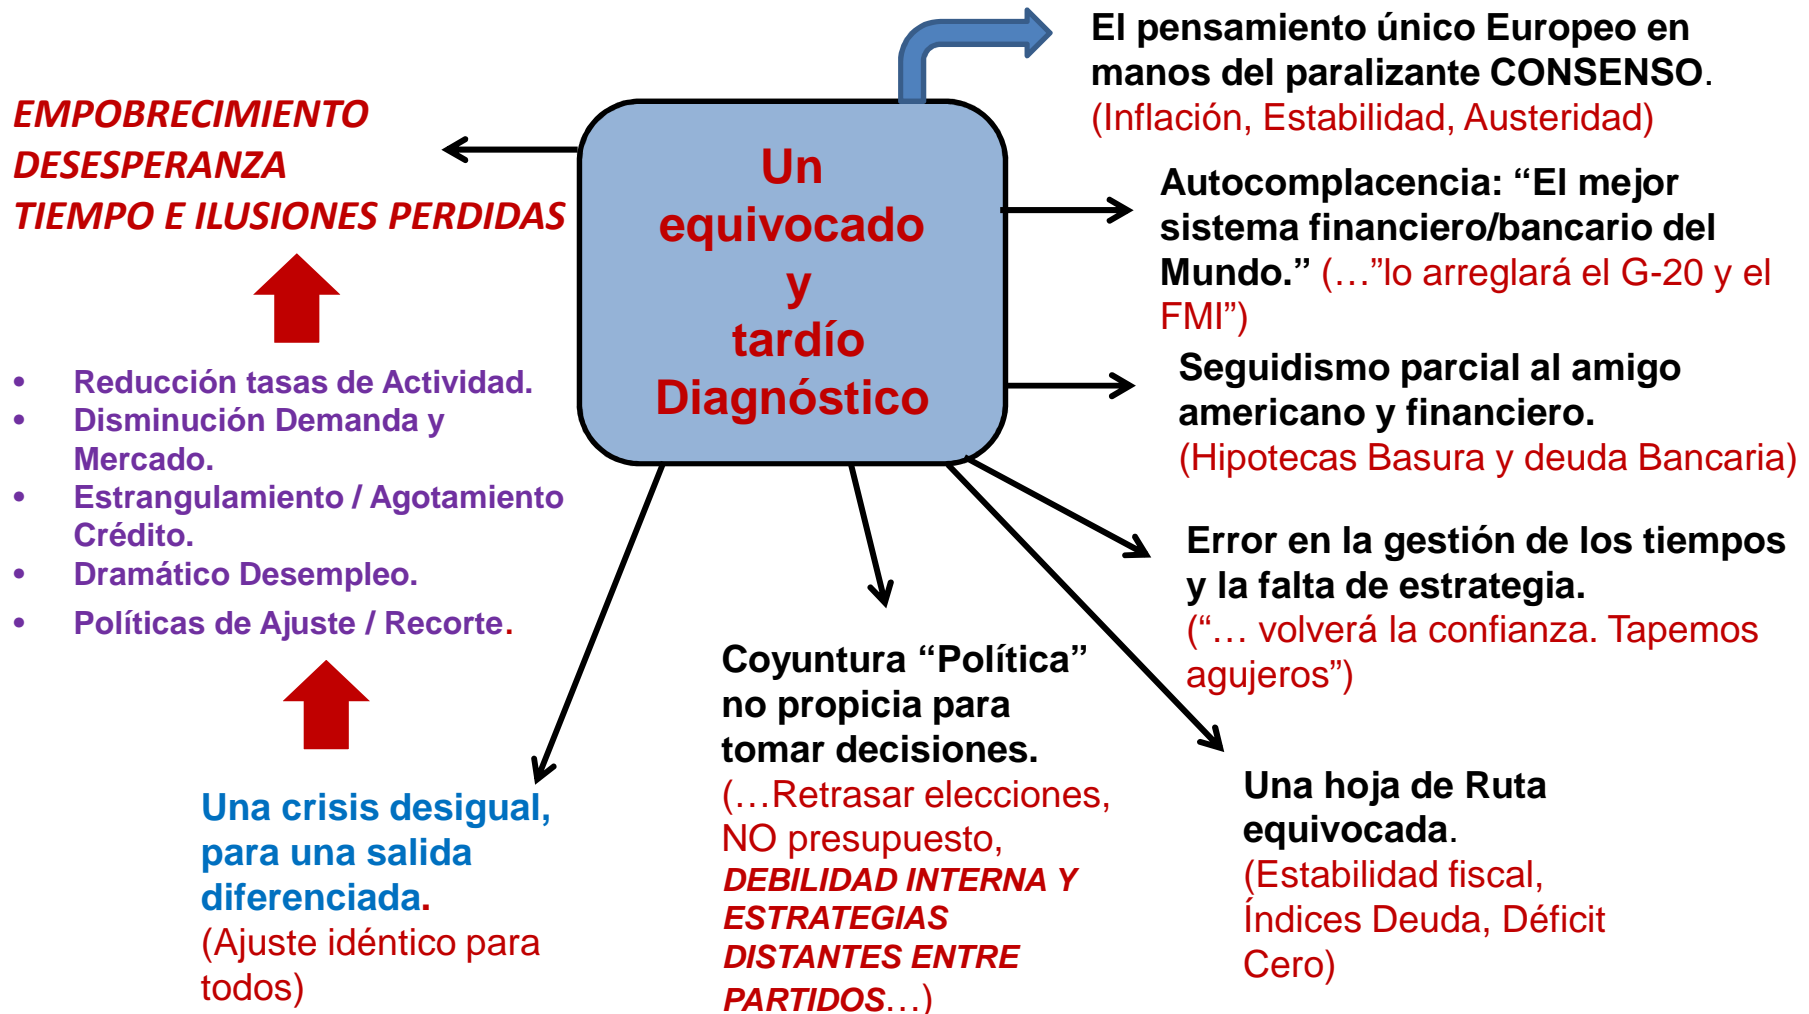 El pensamiento único Europeo en
manos del paralizante CONSENSO.
(Inflación, Estabilidad, Austeridad)
EMPOBRECIMIENTO
DESESPERANZA
TIEMPO E ILUSIONES PERDIDAS
Un
equivocado
y
tardío
Diagnóstico
Autocomplacencia: “El mejor
sistema financiero/bancario del
Mundo.” (…”lo arreglará el G-20 y el
FMI”)
Seguidismo parcial al amigo
americano y financiero.
(Hipotecas Basura y deuda Bancaria)
• Reducción tasas de Actividad.
• Disminución Demanda y
Mercado.
• Estrangulamiento / Agotamiento
Crédito.
• Dramático Desempleo.
• Políticas de Ajuste / Recorte.
Error en la gestión de los tiempos
y la falta de estrategia.
(“… volverá la confianza. Tapemos
agujeros”)
Una crisis desigual,
para una salida
diferenciada.
(Ajuste idéntico para
todos)
Coyuntura “Política”
no propicia para
tomar decisiones.
(…Retrasar elecciones,
NO presupuesto,
DEBILIDAD INTERNA Y
ESTRATEGIAS
DISTANTES ENTRE
PARTIDOS…)
Una hoja de Ruta
equivocada.
(Estabilidad fiscal,
Índices Deuda, Déficit
Cero)